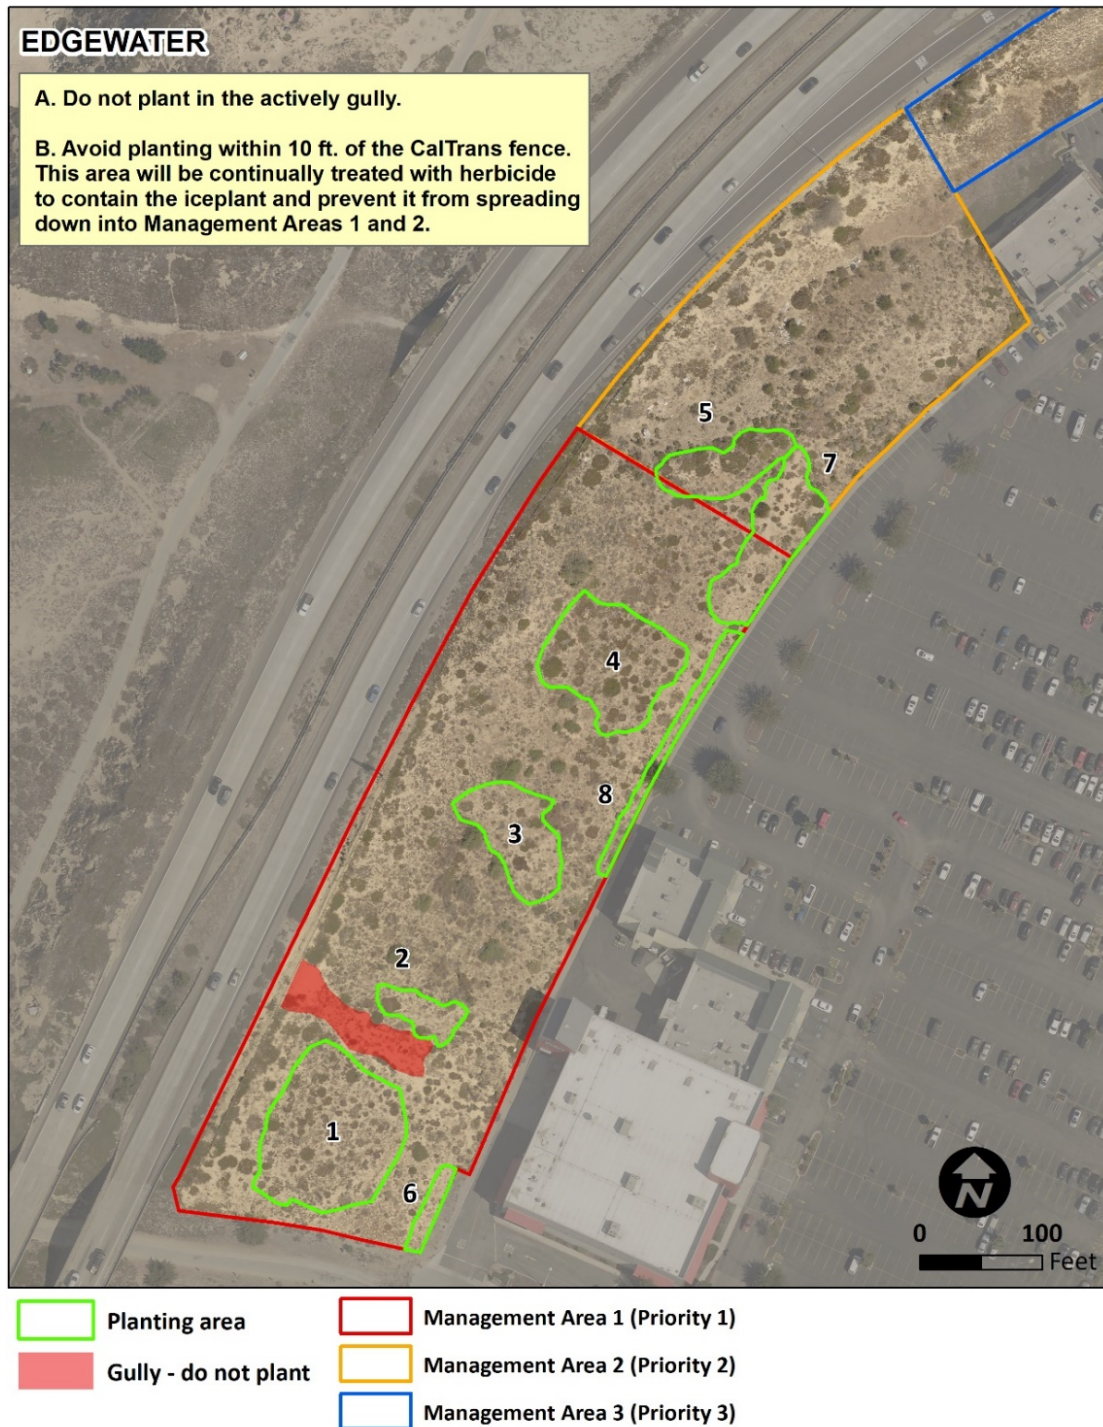 EDGEWATER
A. Do not plant in the actively gully.
B. Avoid planting within 10 ft. of the CalTrans fence.
This area will be continually treated with herbicide
to contain the iceplant and prevent it from spreading
down into Management Areas 1 and 2.
5
7
4
8
3
2
1
6
N
0 100
Feet
Planting area
Gully - do not plant
Management Area 1 (Priority 1)
Management Area 2 (Priority 2)
Management Area 3 (Priority 3)